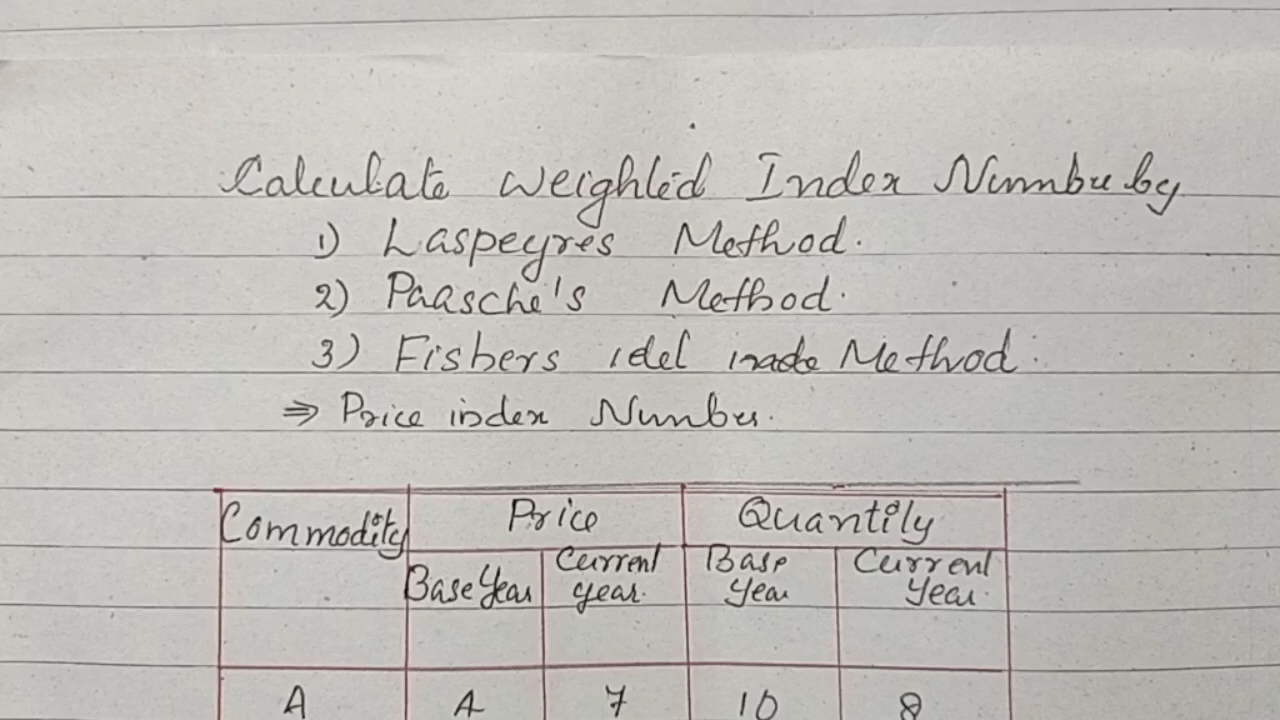 Calculate Weighted Index Number by
1) Laspeyres Method.
2) Paasche's Method.
3) Fishers idel Method.
⇒ Price index Number.
Commodity Price Quantity
Base Year Current year. Base Year Current Year.
A 4 7 10 8